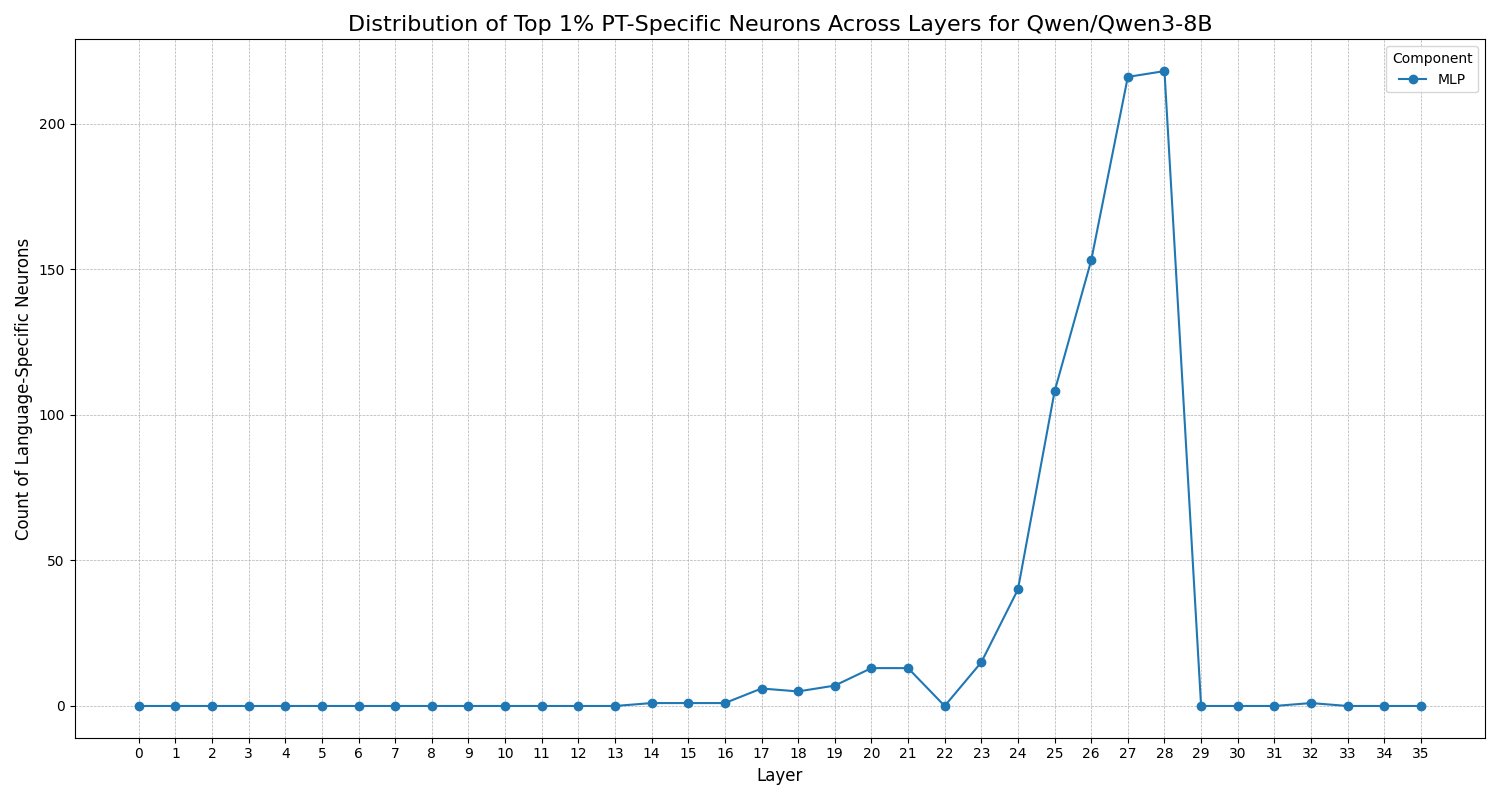 Distribution of Top 1% PT-Specific Neurons Across Layers for Qwen/Qwen3-8B
Component
MLP
Count of Language-Specific Neurons
200
150
100
50
0
0 1 2 3 4 5 6 7 8 9 10 11 12 13 14 15 16 17 18 19 20 21 22 23 24 25 26 27 28 29 30 31 32 33 34 35
Layer